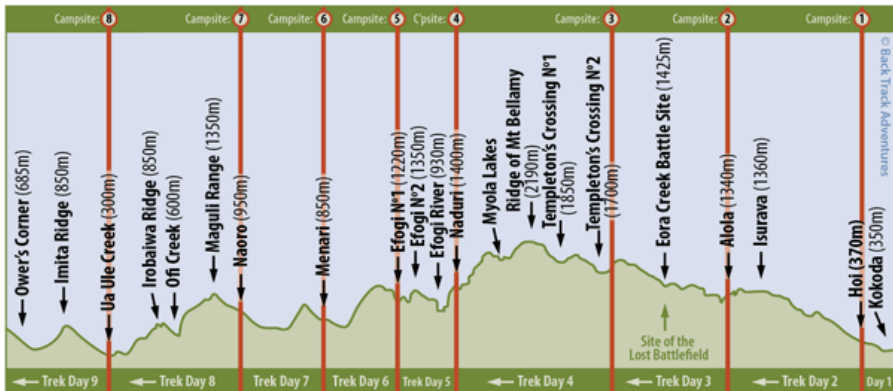 Campsite: 8
Campsite: 7
Campsite: 6
Campsite: 5
C'psite: 4
Campsite: 3
Campsite: 2
Campsite: 1
© Back Track Adventures
Ower's Corner (685m)
Imita Ridge (850m)
Ua Ule Creek (300m)
Irobaiwa Ridge (850m)
Ofi Creek (600m)
Maguli Range (1350m)
Naoro (950m)
Menari (850m)
Efogi Nº1 (1220m)
Efogi Nº2 (1350m)
Efogi River (930m)
Naduri (1400m)
Myola Lakes
Ridge of Mt Bellamy
(2190m)
Templeton's Crossing Nº1
(1850m)
Templeton's Crossing Nº2
(1700m)
Eora Creek Battle Site (1425m)
Alola (1340m)
Isurava (1360m)
Hoi (370m)
Kokoda (350m)
Site of the
Lost Battlefield
Trek Day 9
Trek Day 8
Trek Day 7
Trek Day 6
Trek Day 5
Trek Day 4
Trek Day 3
Trek Day 2
Day 1